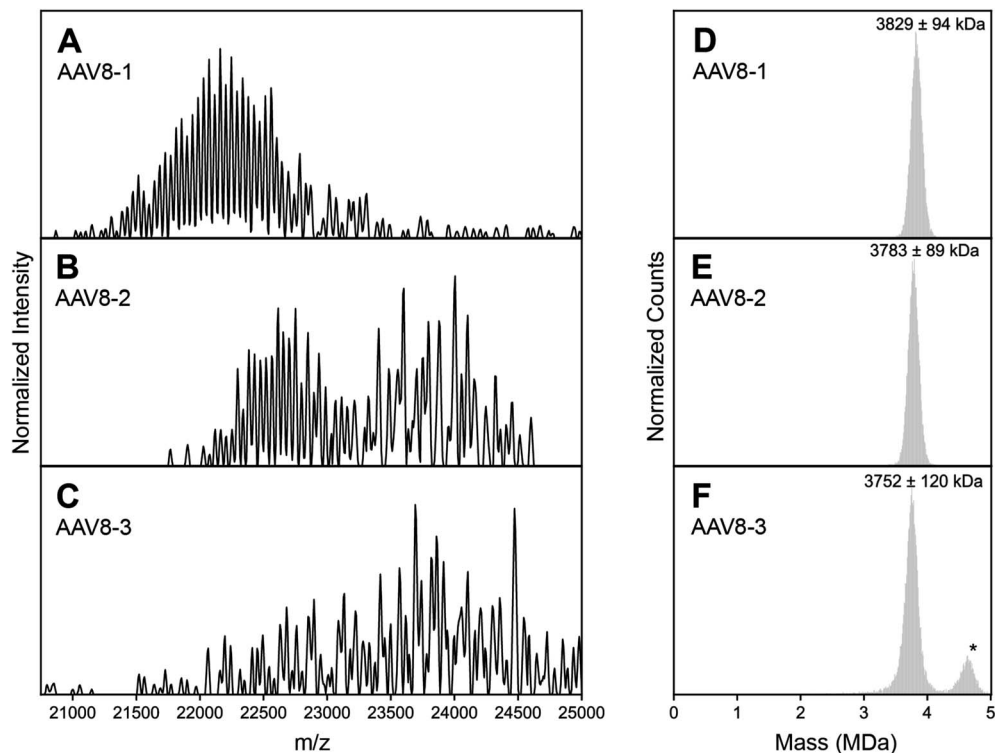 A
AAV8-1
B
AAV8-2
C
AAV8-3
Normalized Intensity
21000 21500 22000 22500 23000 23500 24000 24500 25000
m/z
3829 ± 94 kDa
D
AAV8-1
3783 ± 89 kDa
E
AAV8-2
3752 ± 120 kDa
F
AAV8-3
*
Normalized Counts
0 1 2 3 4 5
Mass (MDa)